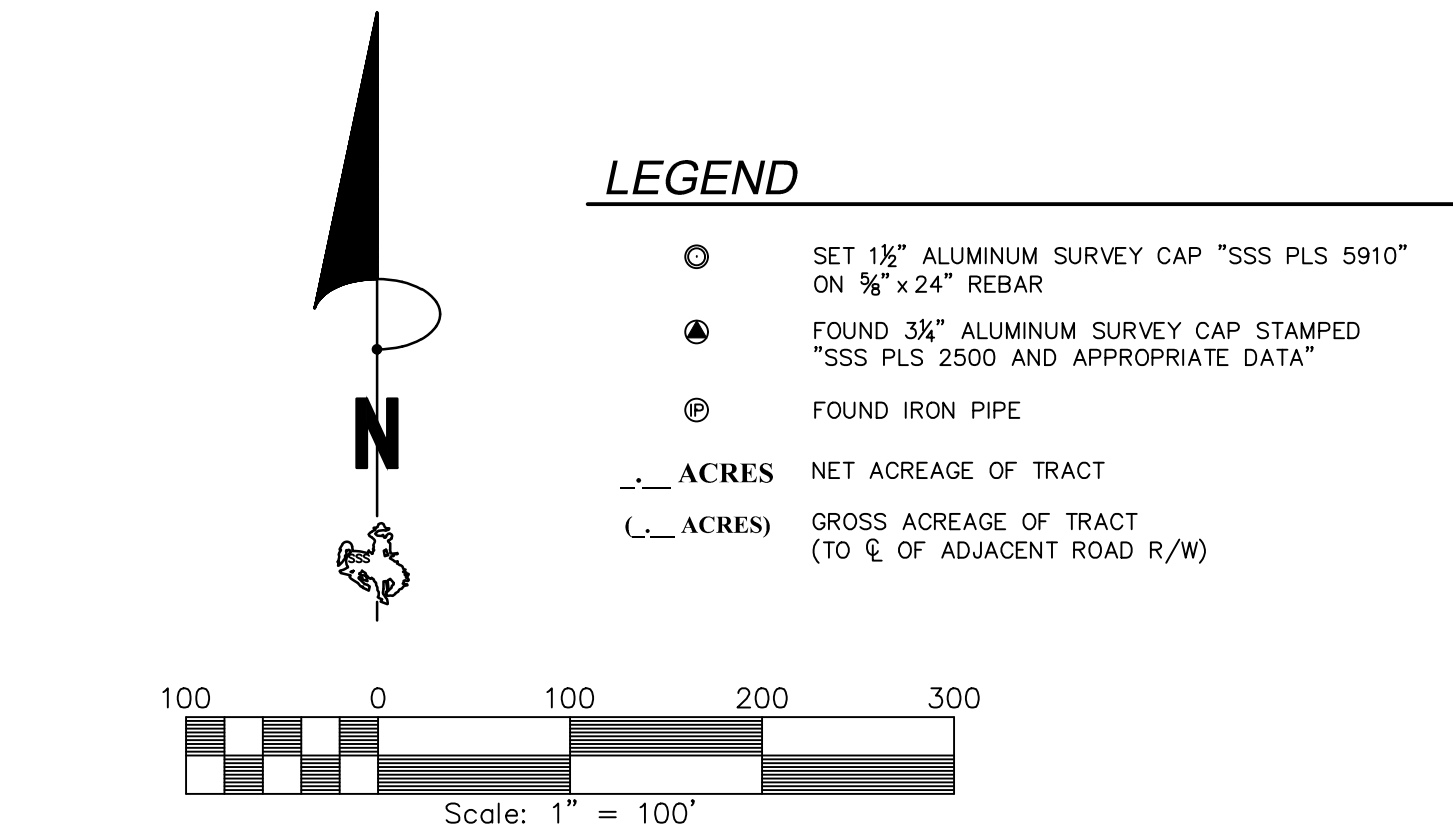 LEGEND
SET 1½" ALUMINUM SURVEY CAP "SSS PLS 5910"
ON ⅝" x 24" REBAR
FOUND 3¼" ALUMINUM SURVEY CAP STAMPED
"SSS PLS 2500 AND APPROPRIATE DATA"
IP FOUND IRON PIPE
_.__ ACRES NET ACREAGE OF TRACT
(_.__ ACRES) GROSS ACREAGE OF TRACT
(TO ℄ OF ADJACENT ROAD R/W)
N
SSS
100 0 100 200 300
Scale: 1" = 100'